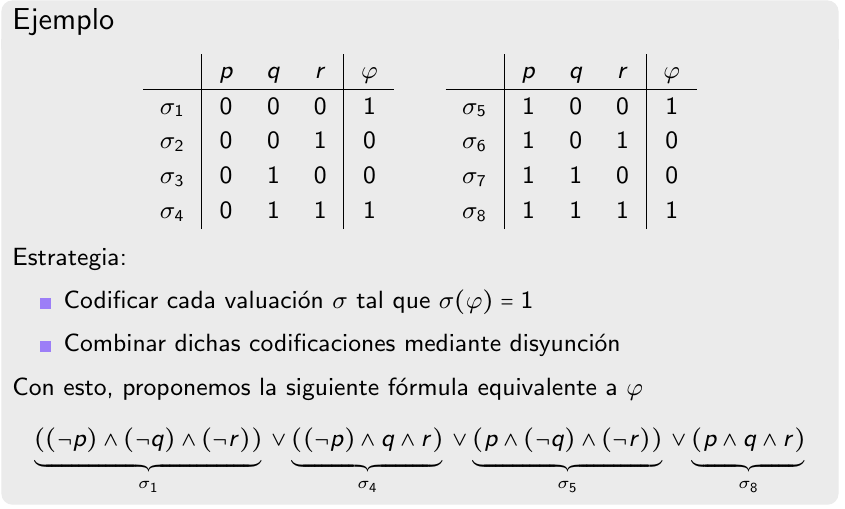 Ejemplo
p q r φ p q r φ
σ₁ 0 0 0 1 σ₅ 1 0 0 1
σ₂ 0 0 1 0 σ₆ 1 0 1 0
σ₃ 0 1 0 0 σ₇ 1 1 0 0
σ₄ 0 1 1 1 σ₈ 1 1 1 1
Estrategia:
Codificar cada valuación σ tal que σ(φ) = 1
Combinar dichas codificaciones mediante disyunción
Con esto, proponemos la siguiente fórmula equivalente a φ
((¬p) ∧ (¬q) ∧ (¬r)) ∨ ((¬p) ∧ q ∧ r) ∨ (p ∧ (¬q) ∧ (¬r)) ∨ (p ∧ q ∧ r)
σ₁ σ₄ σ₅ σ₈